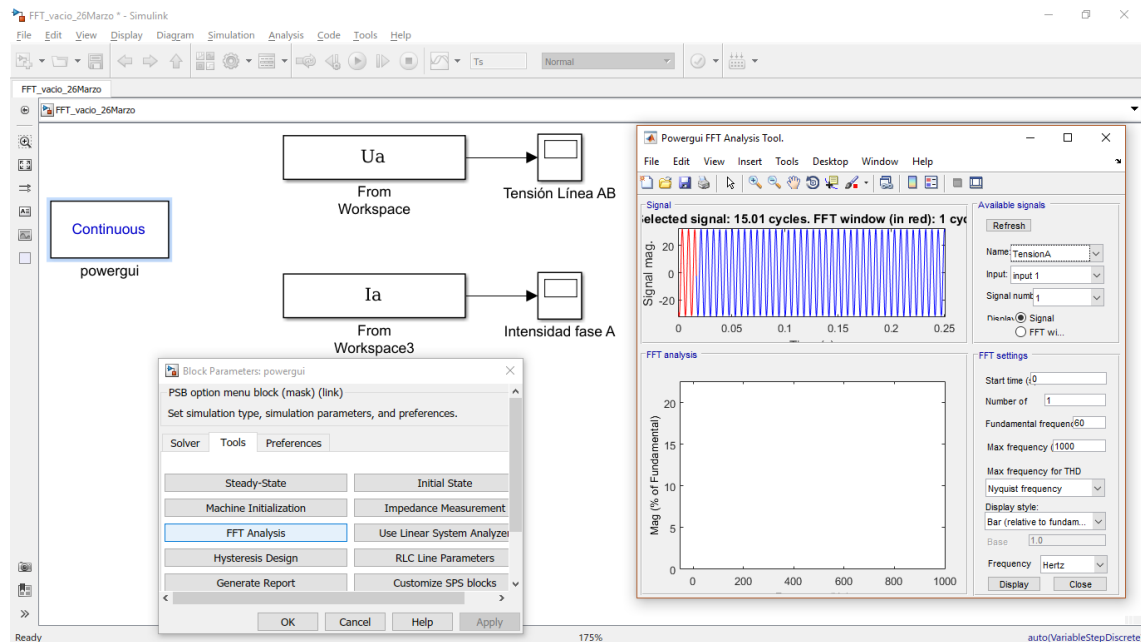 FFT_vacio_26Marzo * - Simulink
File Edit View Display Diagram Simulation Analysis Code Tools Help
Ts
Normal
FFT_vacio_26Marzo
FFT_vacio_26Marzo
Continuous
powergui
Ua
From
Workspace
Tensión Línea AB
Ia
From
Workspace3
Intensidad fase A
Block Parameters: powergui
PSB option menu block (mask) (link)
Set simulation type, simulation parameters, and preferences.
Solver Tools Preferences
Steady-State Initial State
Machine Initialization Impedance Measurement
FFT Analysis Use Linear System Analyzer
Hysteresis Design RLC Line Parameters
Generate Report Customize SPS blocks
OK Cancel Help Apply
Powergui FFT Analysis Tool.
File Edit View Insert Tools Desktop Window Help
Signal
elected signal: 15.01 cycles. FFT window (in red): 1 cyc
Signal mag.
20
0
-20
0 0.05 0.1 0.15 0.2 0.25
FFT analysis
Mag (% of Fundamental)
20
15
10
5
0
0 200 400 600 800 1000
Available signals
Refresh
Name: TensionA
Input: input 1
Signal numt 1
Display Signal
FFT wi...
FFT settings
Start time ( 0
Number of 1
Fundamental frequen 60
Max frequency ( 1000
Max frequency for THD
Nyquist frequency
Display style:
Bar (relative to fundam...
Base 1.0
Frequency Hertz
Display Close
Ready
175%
auto(VariableStepDiscrete